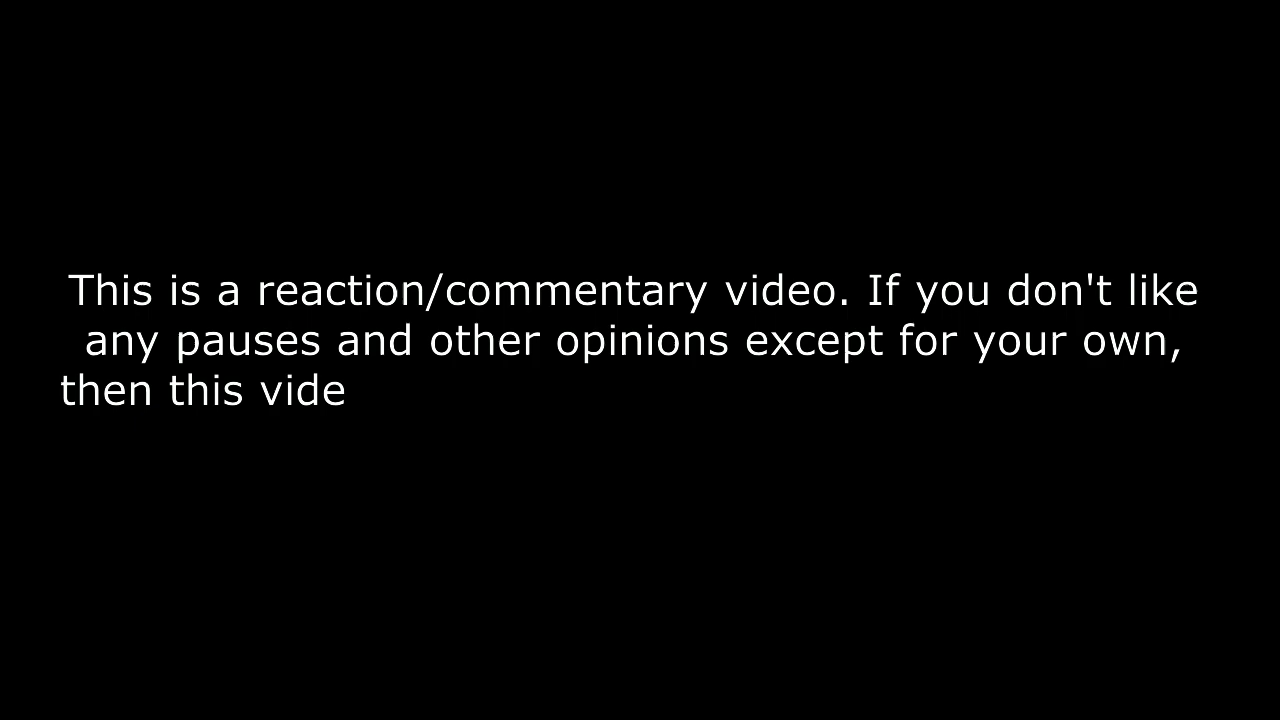 This is a reaction/commentary video. If you don't like
any pauses and other opinions except for your own,
then this vide